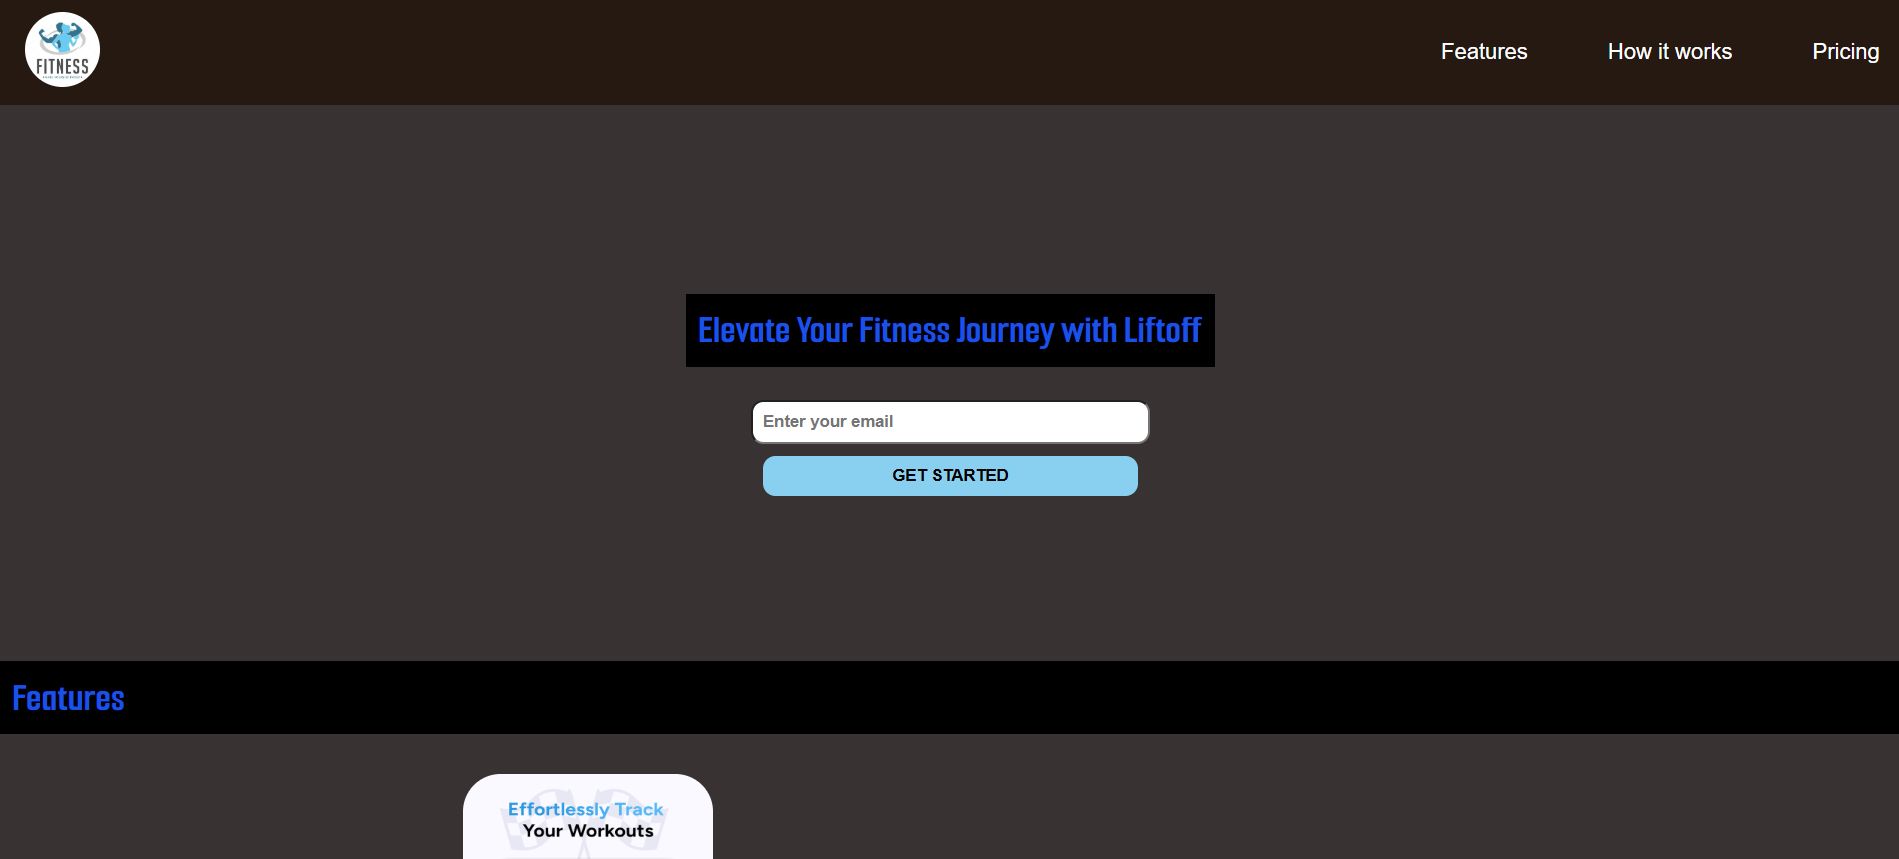 FITNESS
Features
How it works
Pricing
Elevate Your Fitness Journey with Liftoff
Enter your email
GET STARTED
Features
Effortlessly Track
Your Workouts